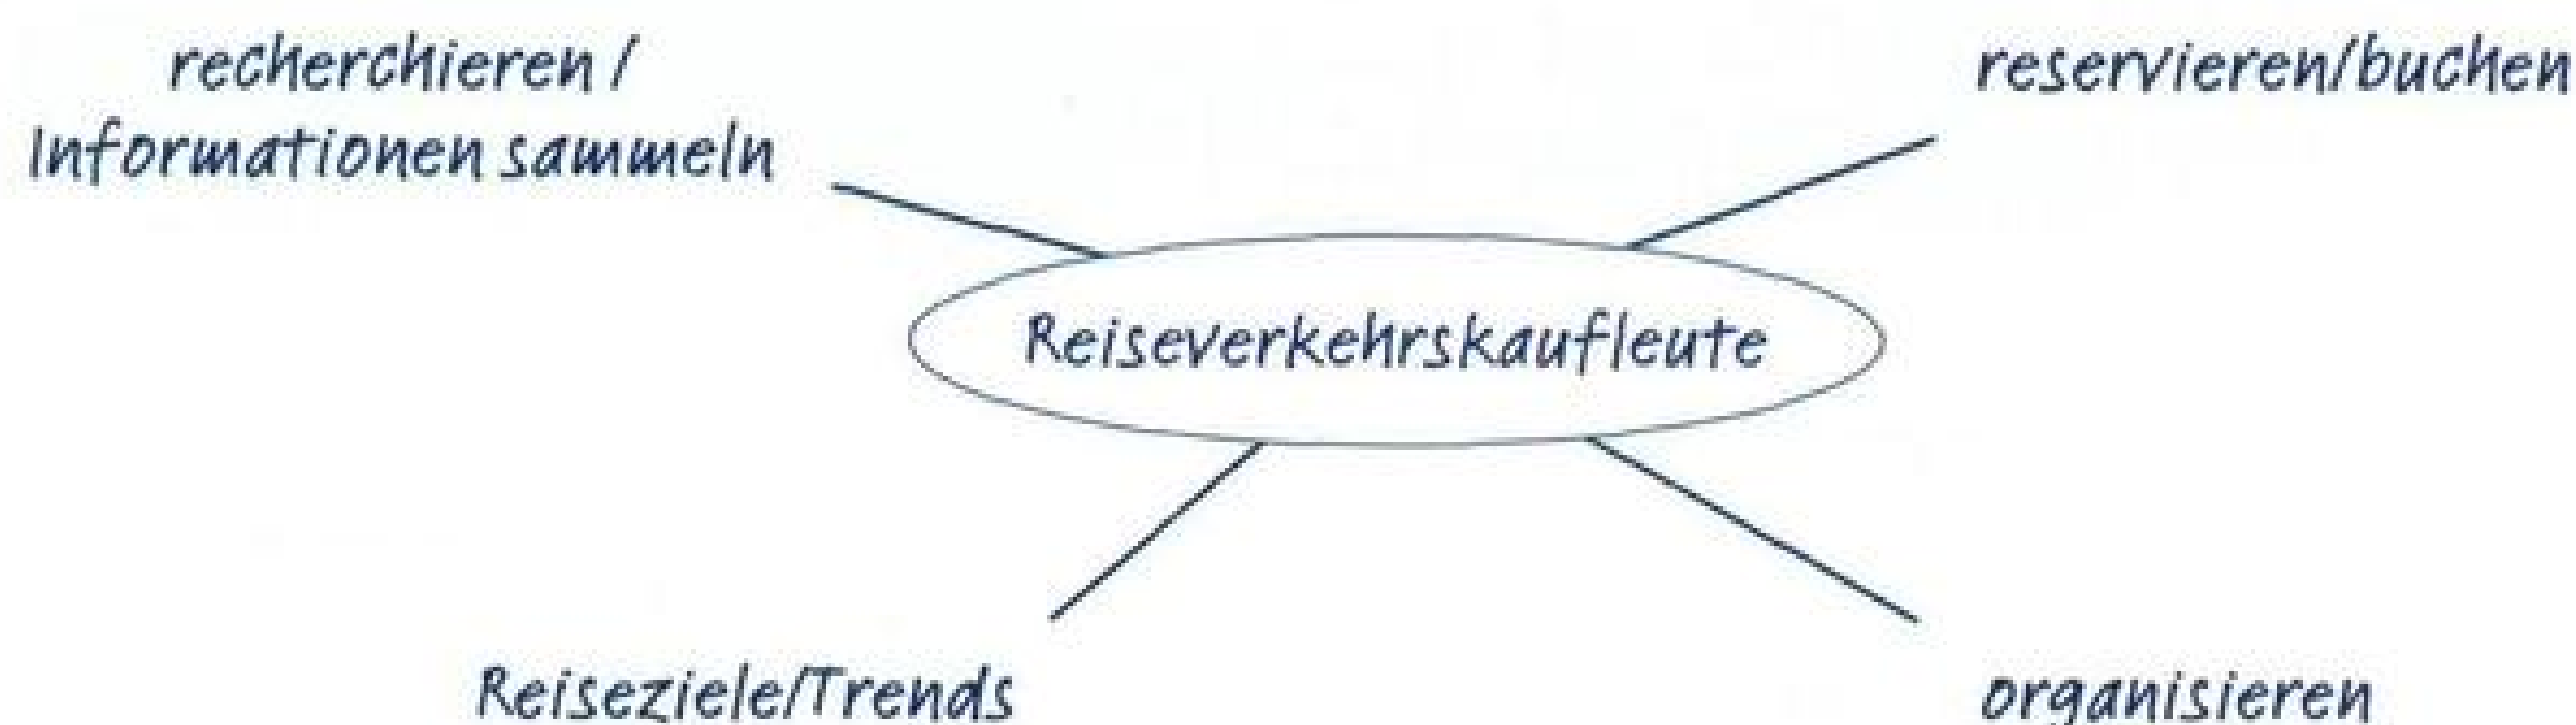 recherchieren /
Informationen sammeln
reservieren/buchen
Reiseverkehrskaufleute
Reiseziele/Trends
organisieren